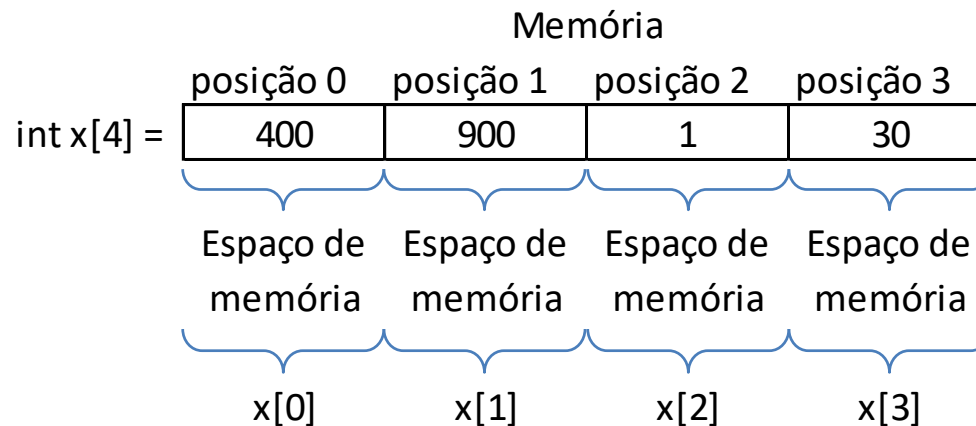 Memória
posição 0 posição 1 posição 2 posição 3
int x[4] = 400 900 1 30
Espaço de Espaço de Espaço de Espaço de
memória memória memória memória
x[0] x[1] x[2] x[3]